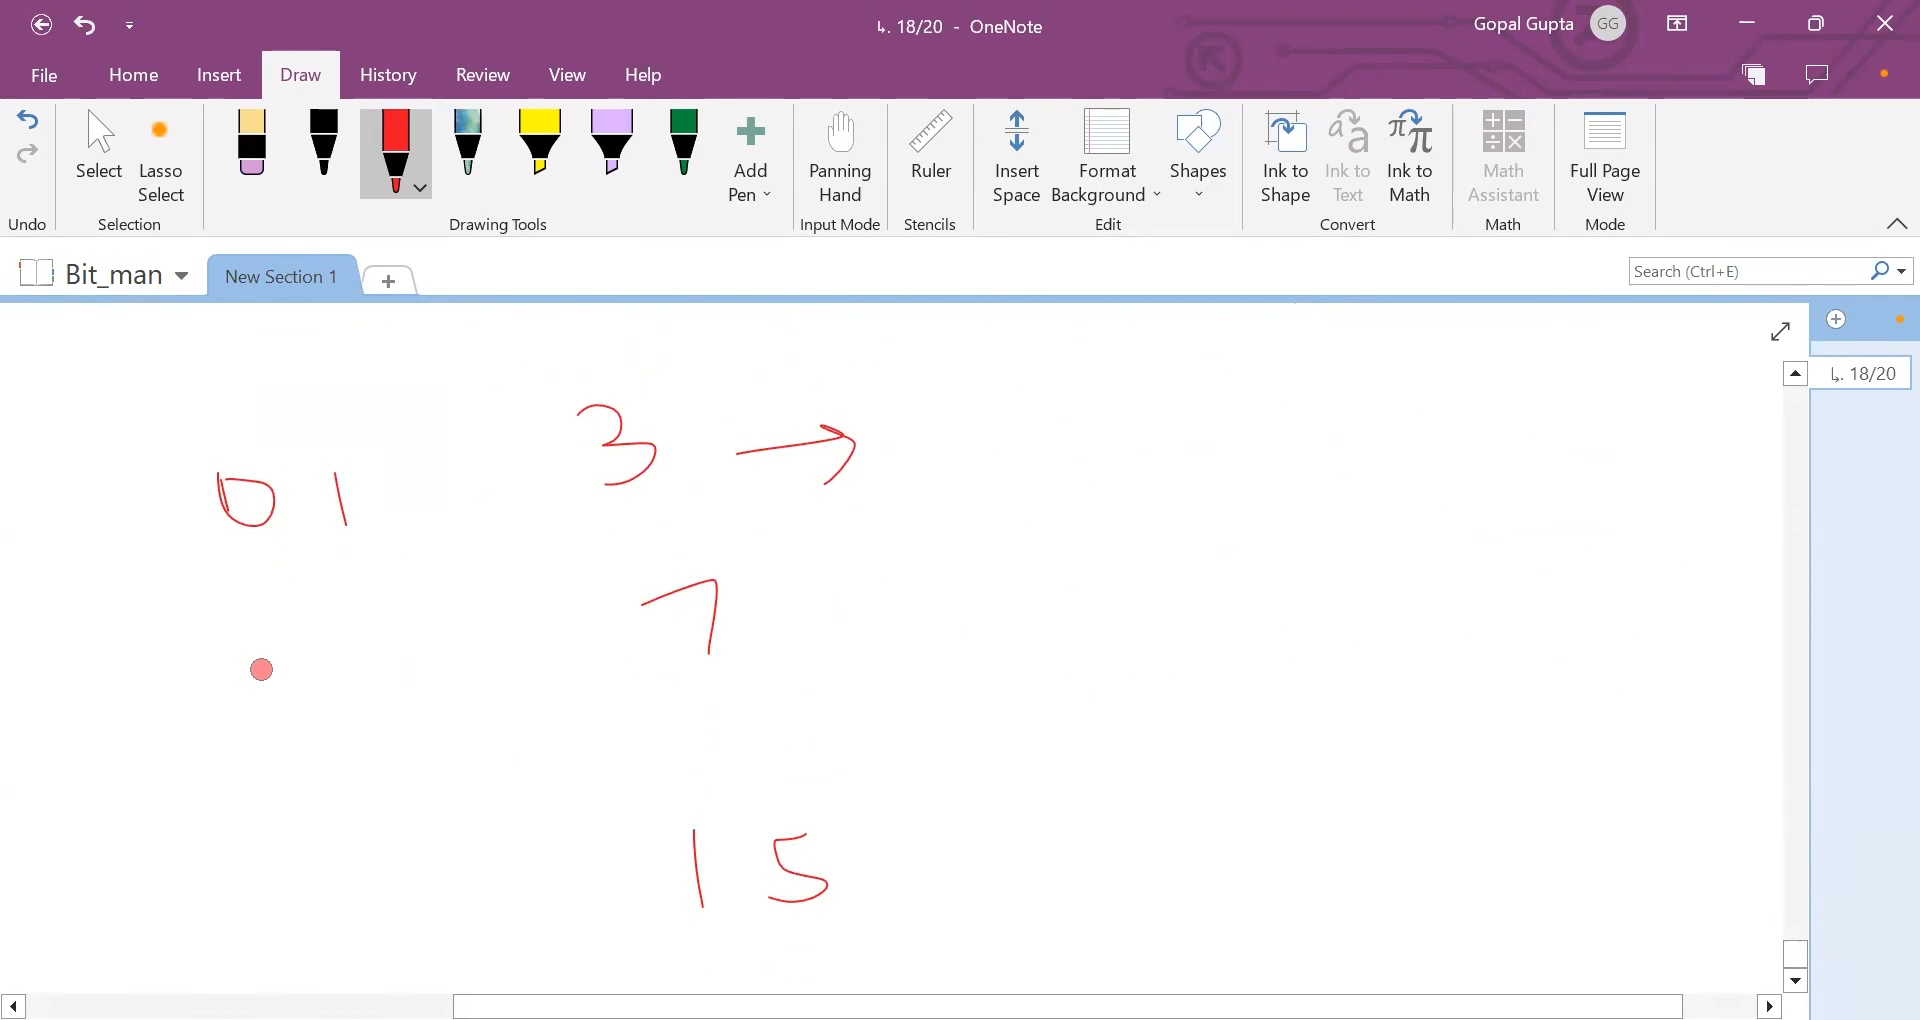 ↳. 18/20 - OneNote
Gopal Gupta GG
File Home Insert Draw History Review View Help
Select
Lasso Select
Add Pen
Panning Hand
Ruler
Insert Space
Format Background
Shapes
Ink to Shape
Ink to Text
Ink to Math
Math Assistant
Full Page View
Undo Selection Drawing Tools Input Mode Stencils Edit Convert Math Mode
Bit_man New Section 1 +
Search (Ctrl+E)
↳. 18/20
3 →
0 1
7
1 5